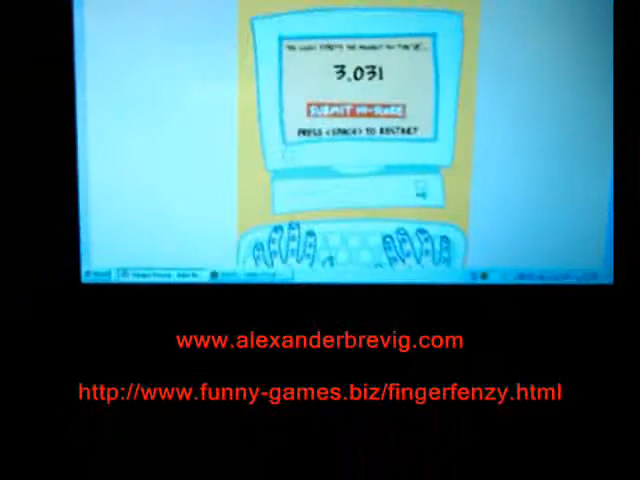 3.031
SUBMIT HI-SCORE
PRESS <SPACE> TO RESTART
www.alexanderbrevig.com
http://www.funny-games.biz/fingerfenzy.html